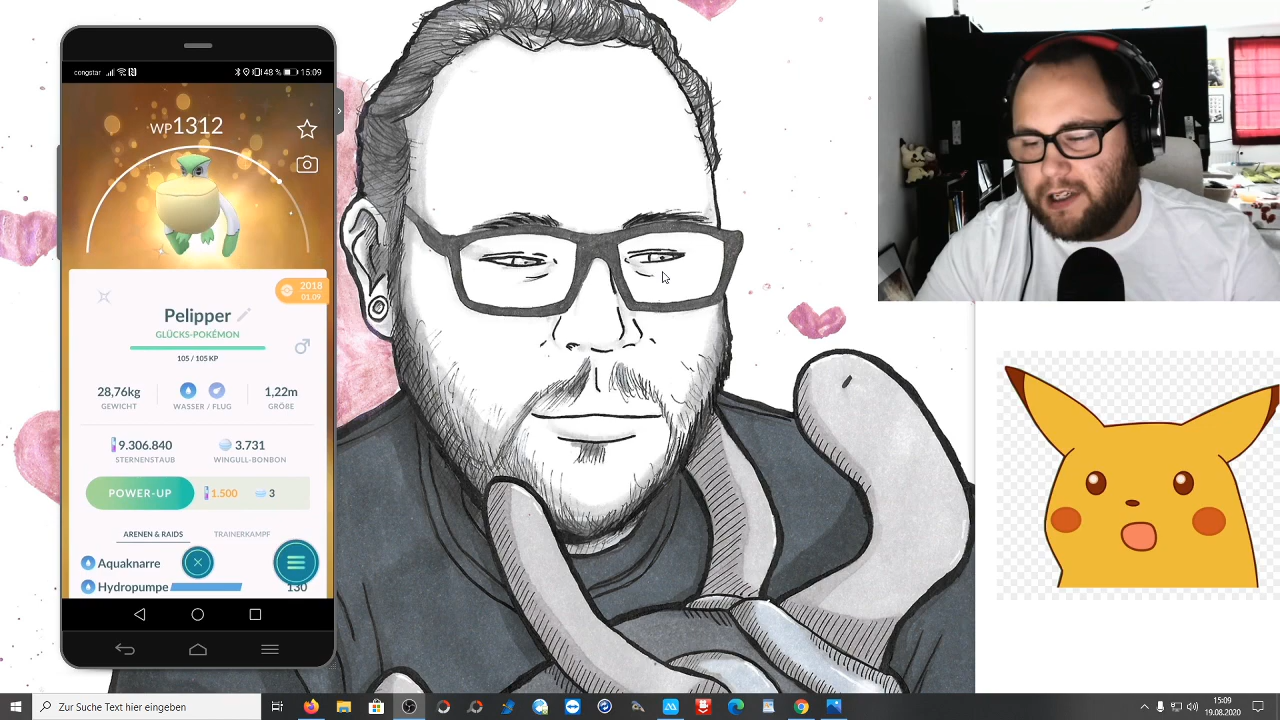 congstar 48 % 15:09
WP1312
2018
01.09
Pelipper
GLÜCKS-POKÉMON
105 / 105 KP
28,76kg
GEWICHT
WASSER / FLUG
1,22m
GRÖßE
9.306.840
STERNENSTAUB
3.731
WINGULL-BONBON
POWER-UP 1.500 3
ARENEN & RAIDS TRAINERKAMPF
Aquaknarre
Hydropumpe 130
Zur Suche Text hier eingeben
15:09
19.08.2020